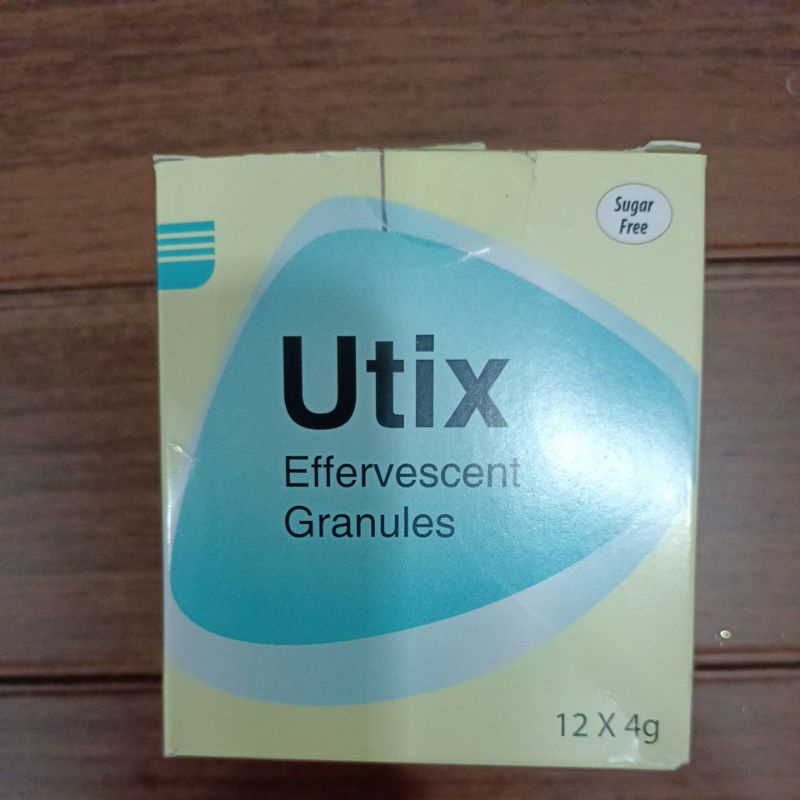 Sugar
Free
Utix
Effervescent
Granules
12 X 4g